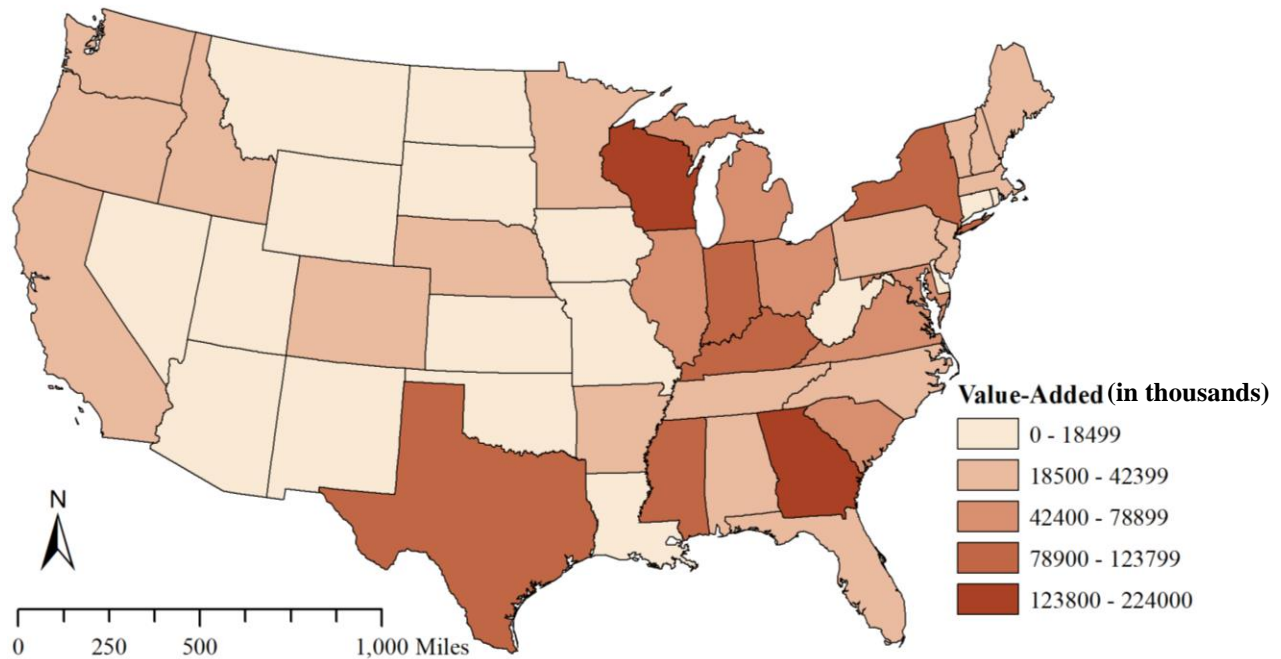 Value-Added (in thousands)
0 - 18499
18500 - 42399
42400 - 78899
78900 - 123799
123800 - 224000
N
0 250 500 1,000 Miles